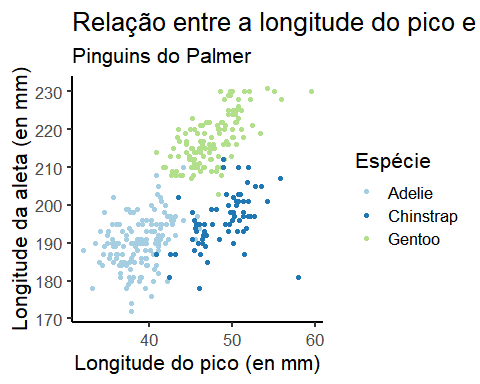 Relação entre a longitude do pico e
Pinguins do Palmer
Longitude da aleta (en mm)
230
220
210
200
190
180
170
40
50
60
Longitude do pico (en mm)
Espécie
Adelie
Chinstrap
Gentoo